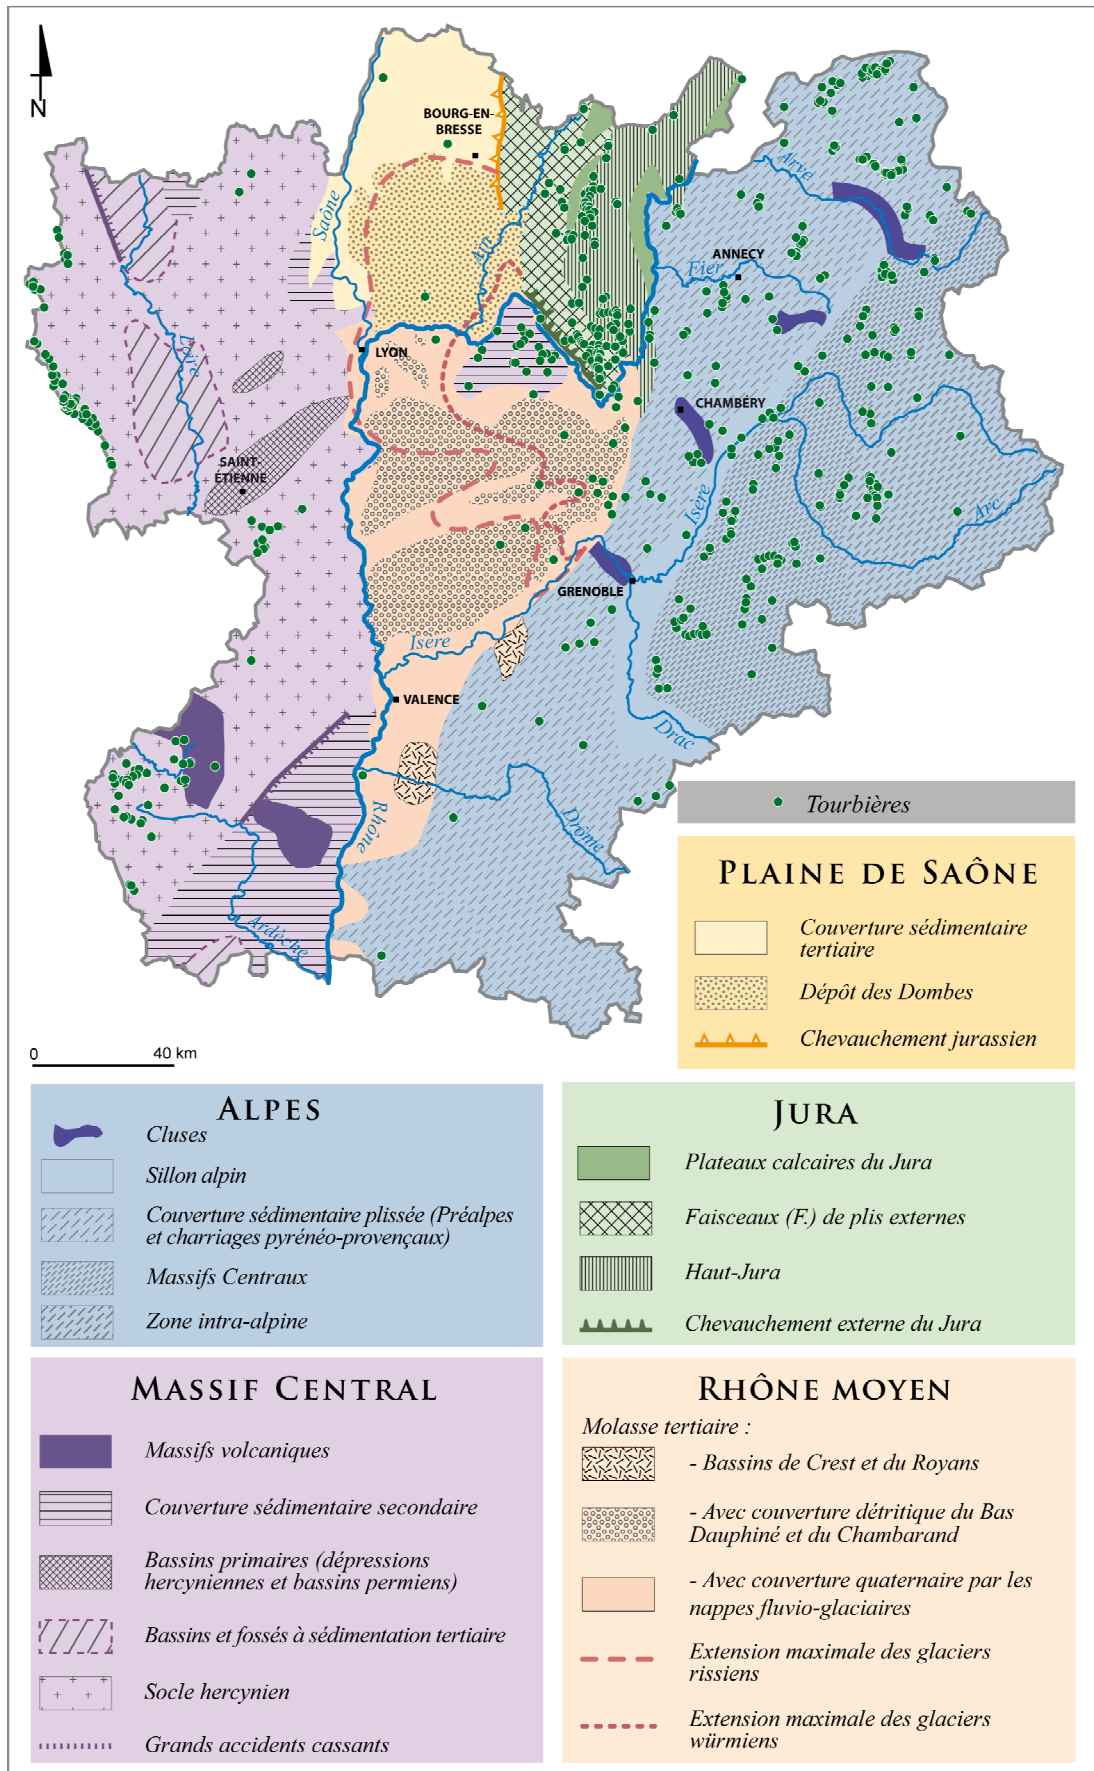 N
BOURG-EN-
BRESSE
Saône
Ain
Arve
ANNECY
Fier
Loire
LYON
CHAMBÉRY
SAINT-
ETIENNE
Isère
Arc
GRENOBLE
Isère
VALENCE
Drac
Rhône
Drôme
Ardèche
0 40 km
Tourbières
PLAINE DE SAÔNE
Couverture sédimentaire
tertiaire
Dépôt des Dombes
Chevauchement jurassien
ALPES
Cluses
Sillon alpin
Couverture sédimentaire plissée (Préalpes
et charriages pyrénéo-provençaux)
Massifs Centraux
Zone intra-alpine
JURA
Plateaux calcaires du Jura
Faisceaux (F.) de plis externes
Haut-Jura
Chevauchement externe du Jura
MASSIF CENTRAL
Massifs volcaniques
Couverture sédimentaire secondaire
Bassins primaires (dépressions
hercyniennes et bassins permiens)
Bassins et fossés à sédimentation tertiaire
Socle hercynien
Grands accidents cassants
RHÔNE MOYEN
Molasse tertiaire :
- Bassins de Crest et du Royans
- Avec couverture détritique du Bas
Dauphiné et du Chambarand
- Avec couverture quaternaire par les
nappes fluvio-glaciaires
Extension maximale des glaciers
rissiens
Extension maximale des glaciers
würmiens